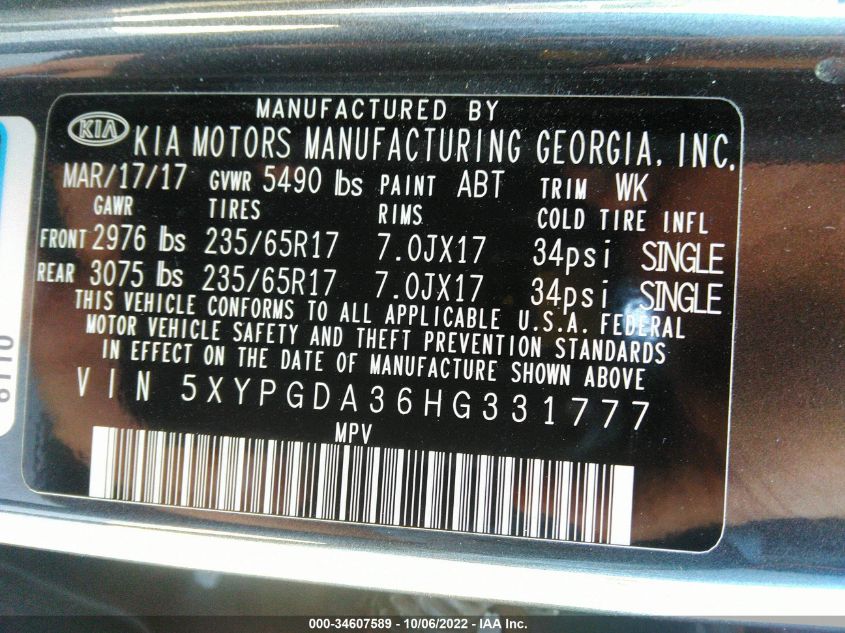 MANUFACTURED BY
KIA KIA MOTORS MANUFACTURING GEORGIA, INC.
MAR/17/17 GVWR 5490 lbs PAINT ABT TRIM WK
GAWR TIRES RIMS COLD TIRE INFL
FRONT 2976 lbs 235/65R17 7.0JX17 34psi SINGLE
REAR 3075 lbs 235/65R17 7.0JX17 34psi SINGLE
THIS VEHICLE CONFORMS TO ALL APPLICABLE U.S.A. FEDERAL
MOTOR VEHICLE SAFETY AND THEFT PREVENTION STANDARDS
IN EFFECT ON THE DATE OF MANUFACTURE SHOWN ABOVE
VIN 5XYPGDA36HG331777
MPV
000-34607589 - 10/06/2022 - IAA Inc.